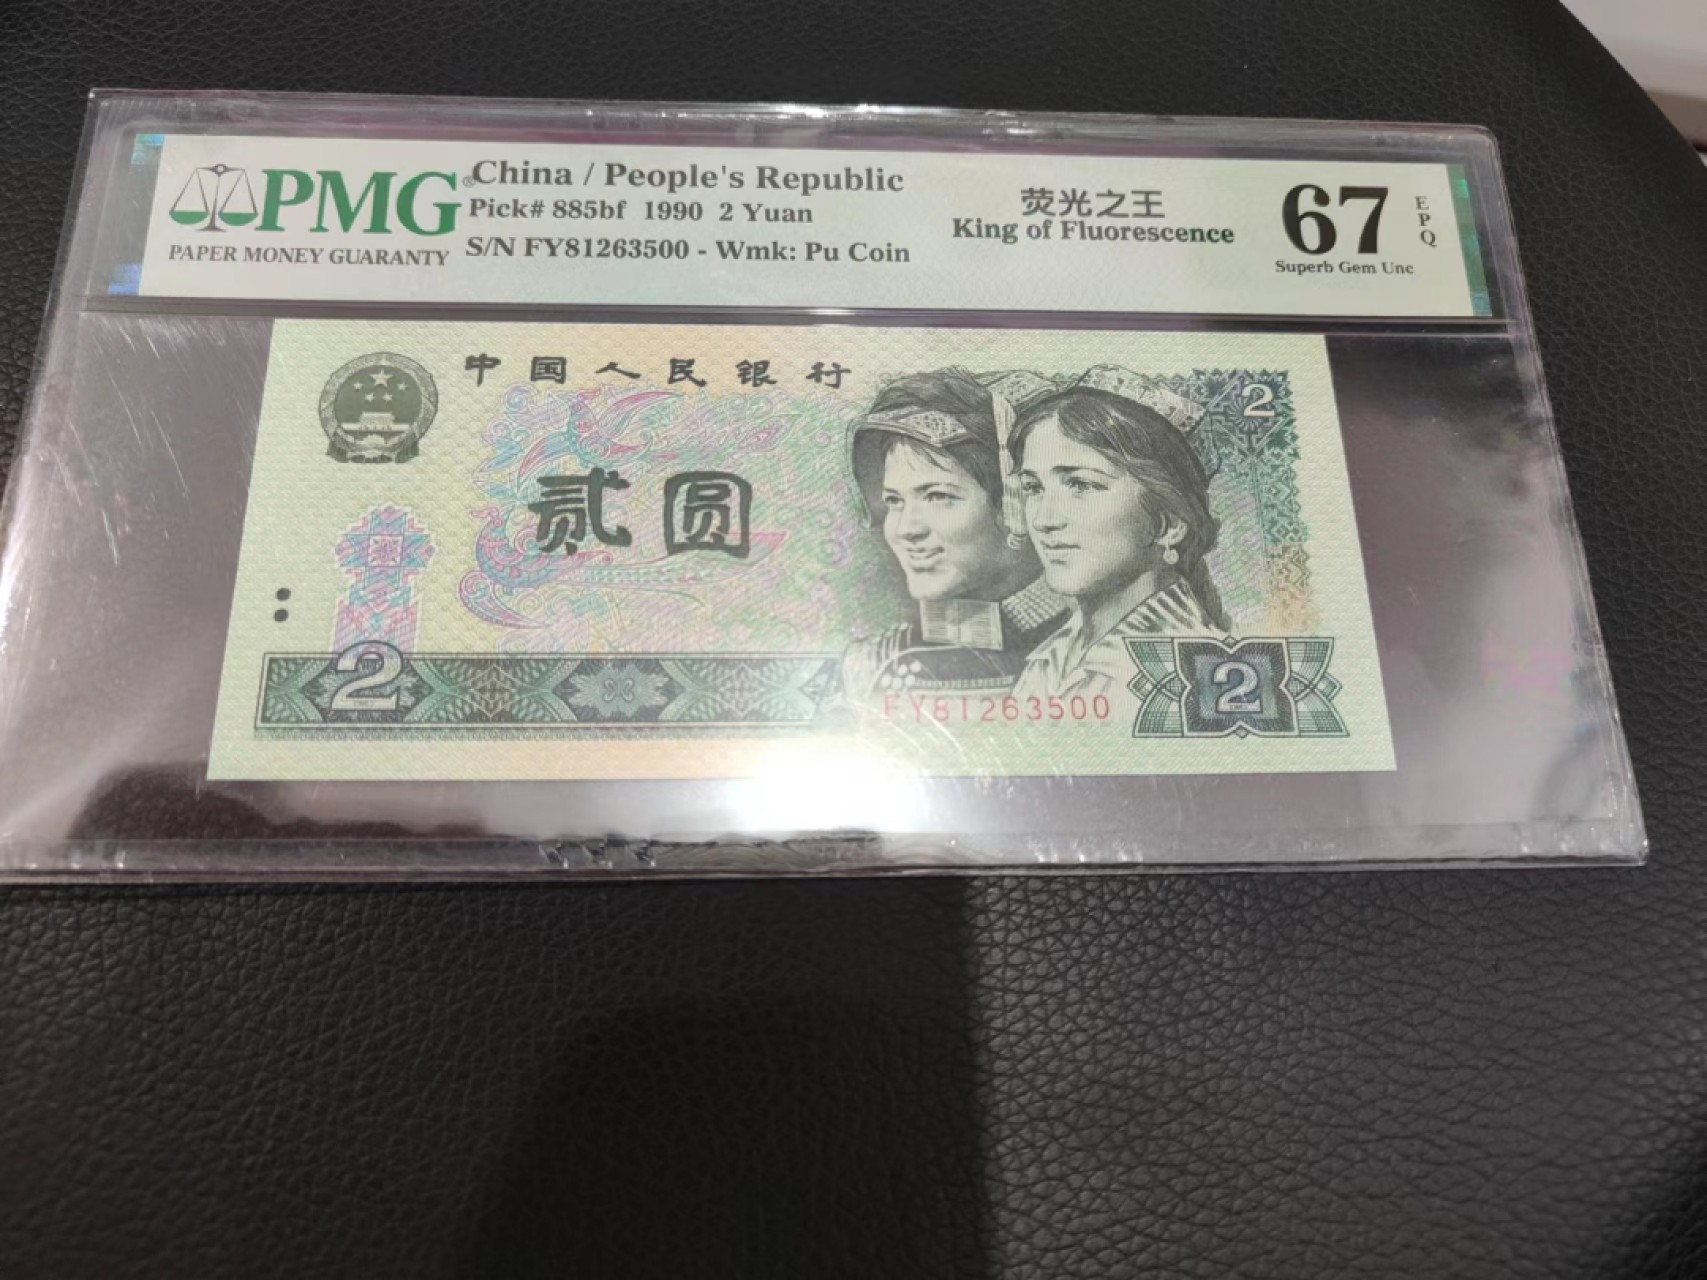 PMG®
PAPER MONEY GUARANTY
China / People's Republic
Pick# 885bf 1990 2 Yuan
S/N FY81263500 - Wmk: Pu Coin
荧光之王
King of Fluorescence
67
EPQ
Superb Gem Unc
中国人民银行
2
贰圆
2
FY81263500
2